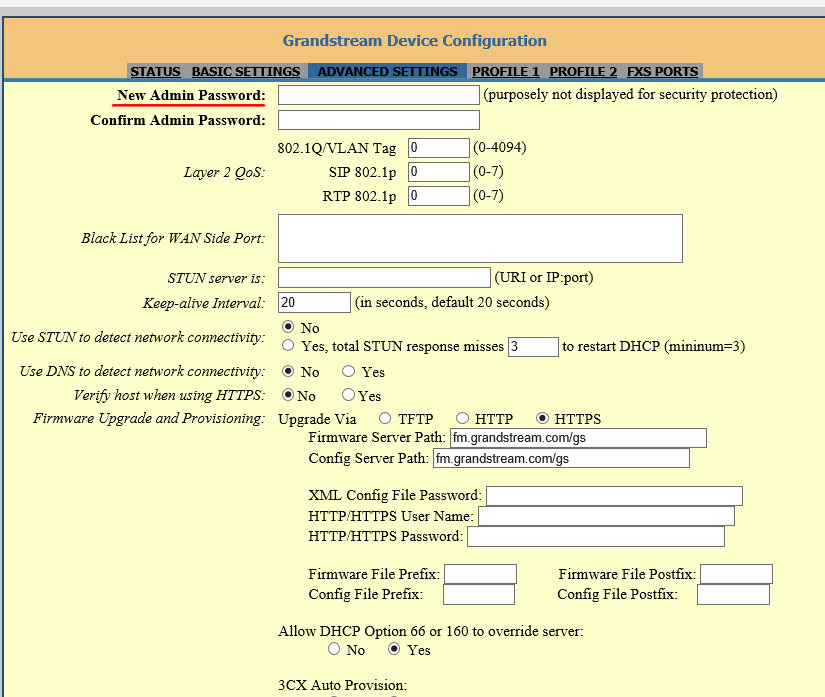 Grandstream Device Configuration
STATUS BASIC SETTINGS ADVANCED SETTINGS PROFILE 1 PROFILE 2 FXS PORTS
New Admin Password: (purposely not displayed for security protection)
Confirm Admin Password:
802.1Q/VLAN Tag 0 (0-4094)
Layer 2 QoS: SIP 802.1p 0 (0-7)
RTP 802.1p 0 (0-7)
Black List for WAN Side Port:
STUN server is: (URI or IP:port)
Keep-alive Interval: 20 (in seconds, default 20 seconds)
Use STUN to detect network connectivity: No
Yes, total STUN response misses 3 to restart DHCP (mininum=3)
Use DNS to detect network connectivity: No Yes
Verify host when using HTTPS: No Yes
Firmware Upgrade and Provisioning: Upgrade Via TFTP HTTP HTTPS
Firmware Server Path: fm.grandstream.com/gs
Config Server Path: fm.grandstream.com/gs
XML Config File Password:
HTTP/HTTPS User Name:
HTTP/HTTPS Password:
Firmware File Prefix: Firmware File Postfix:
Config File Prefix: Config File Postfix:
Allow DHCP Option 66 or 160 to override server:
No Yes
3CX Auto Provision: